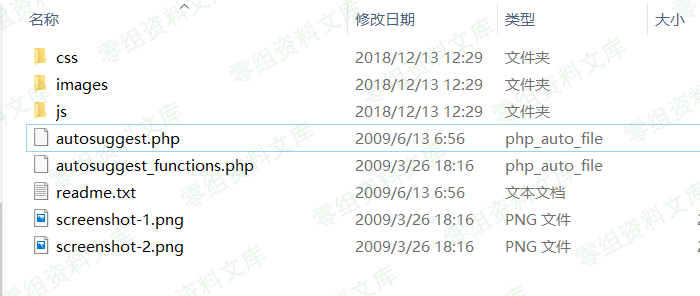 名称 修改日期 类型 大小
css 2018/12/13 12:29 文件夹
images 2018/12/13 12:29 文件夹
js 2018/12/13 12:29 文件夹
autosuggest.php 2009/6/13 6:56 php_auto_file
autosuggest_functions.php 2009/3/26 18:16 php_auto_file
readme.txt 2009/6/13 6:56 文本文档
screenshot-1.png 2009/3/26 18:16 PNG 文件
screenshot-2.png 2009/3/26 18:16 PNG 文件
零组资料文库